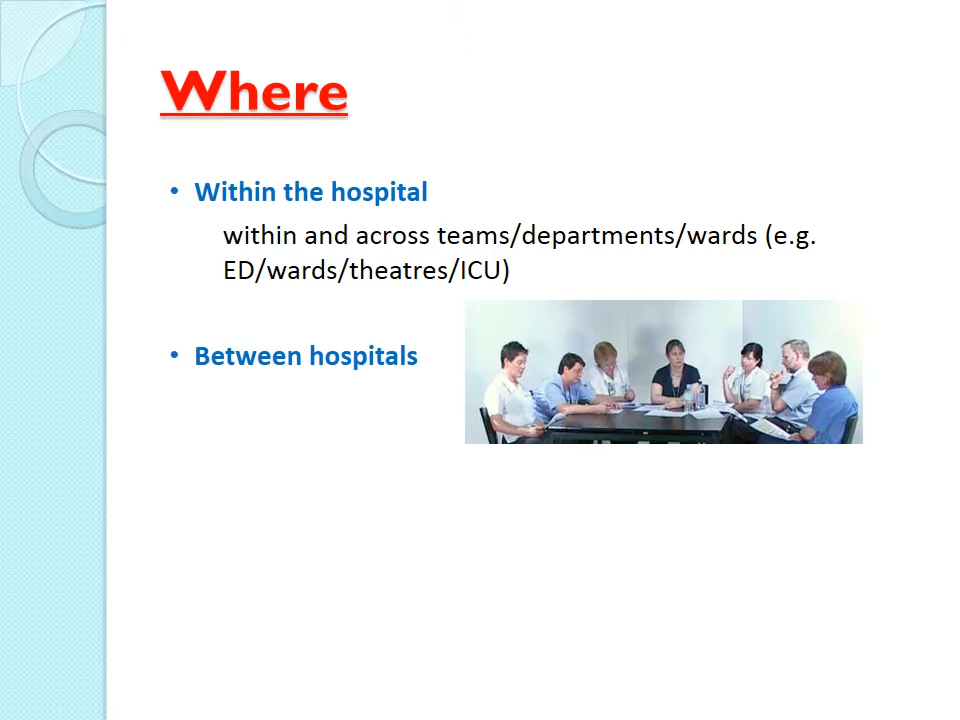 Where
• Within the hospital
within and across teams/departments/wards (e.g.
ED/wards/theatres/ICU)
• Between hospitals